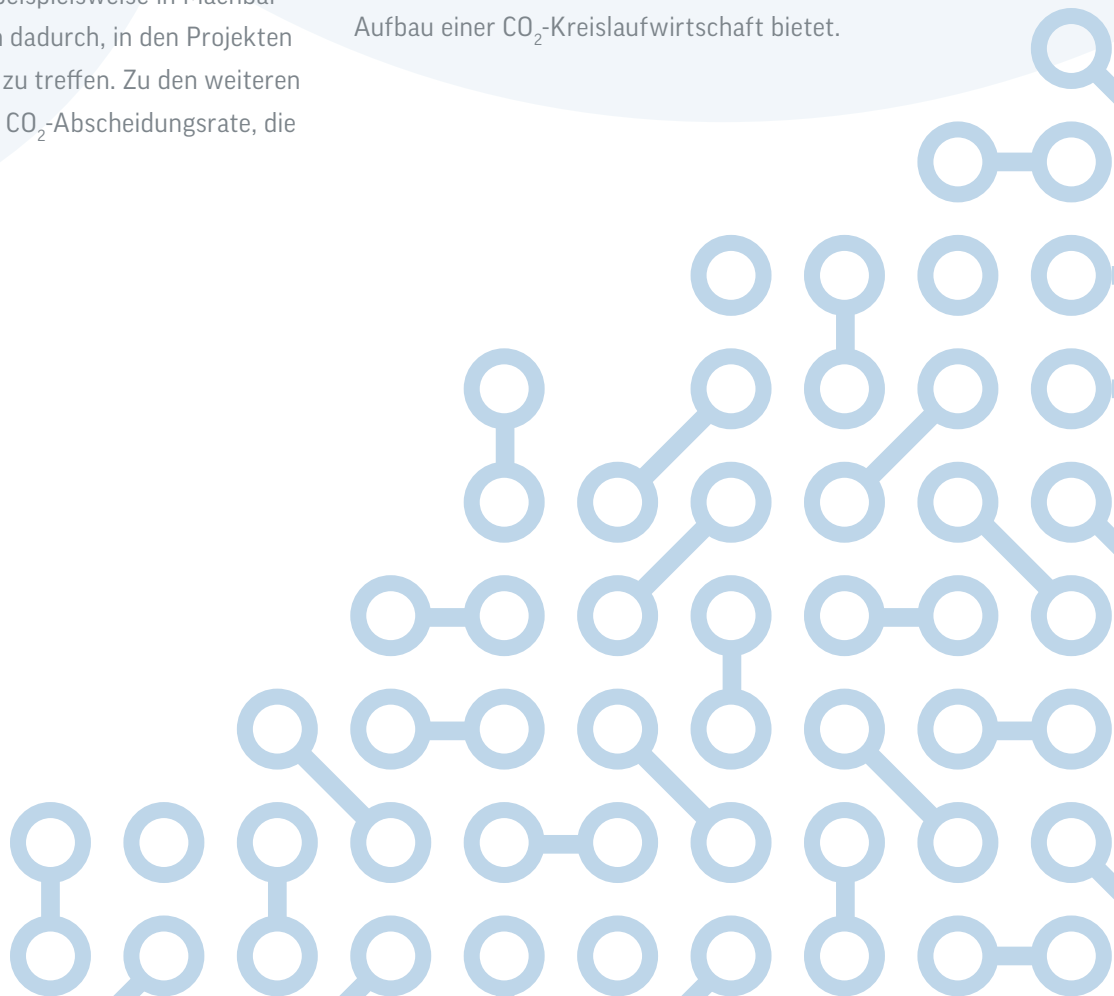 dadurch, in den Projekten
zu treffen. Zu den weiteren
CO₂-Abscheidungsrate, die
Aufbau einer CO₂-Kreislaufwirtschaft bietet.